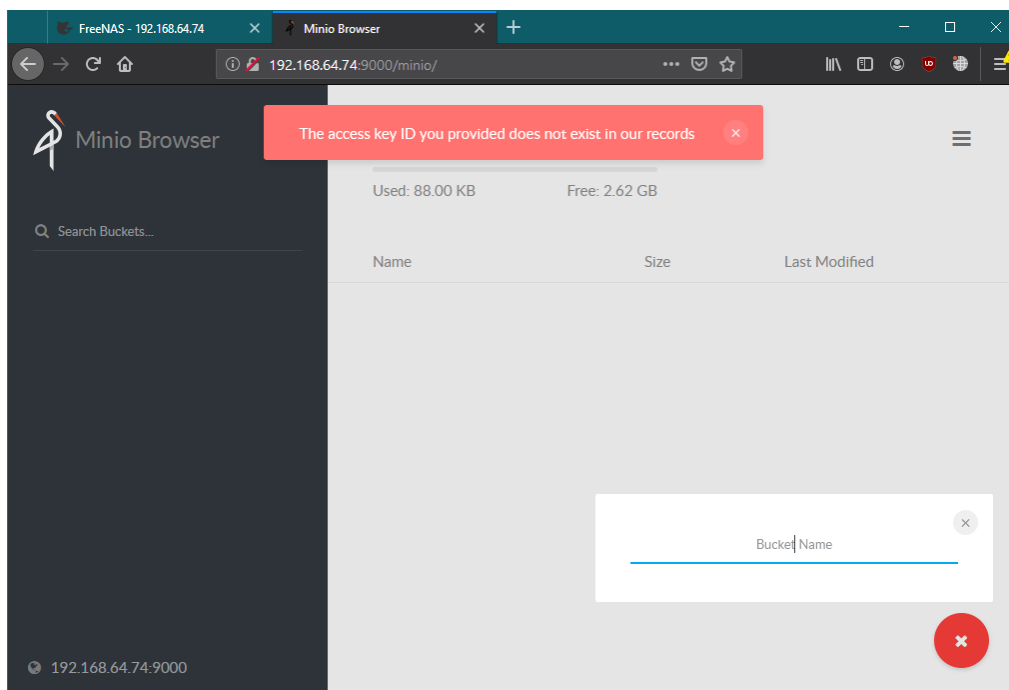 FreeNAS - 192.168.64.74
Minio Browser
192.168.64.74:9000/minio/
Minio Browser
The access key ID you provided does not exist in our records
Used: 88.00 KB Free: 2.62 GB
Search Buckets...
Name Size Last Modified
Bucket Name
192.168.64.74:9000